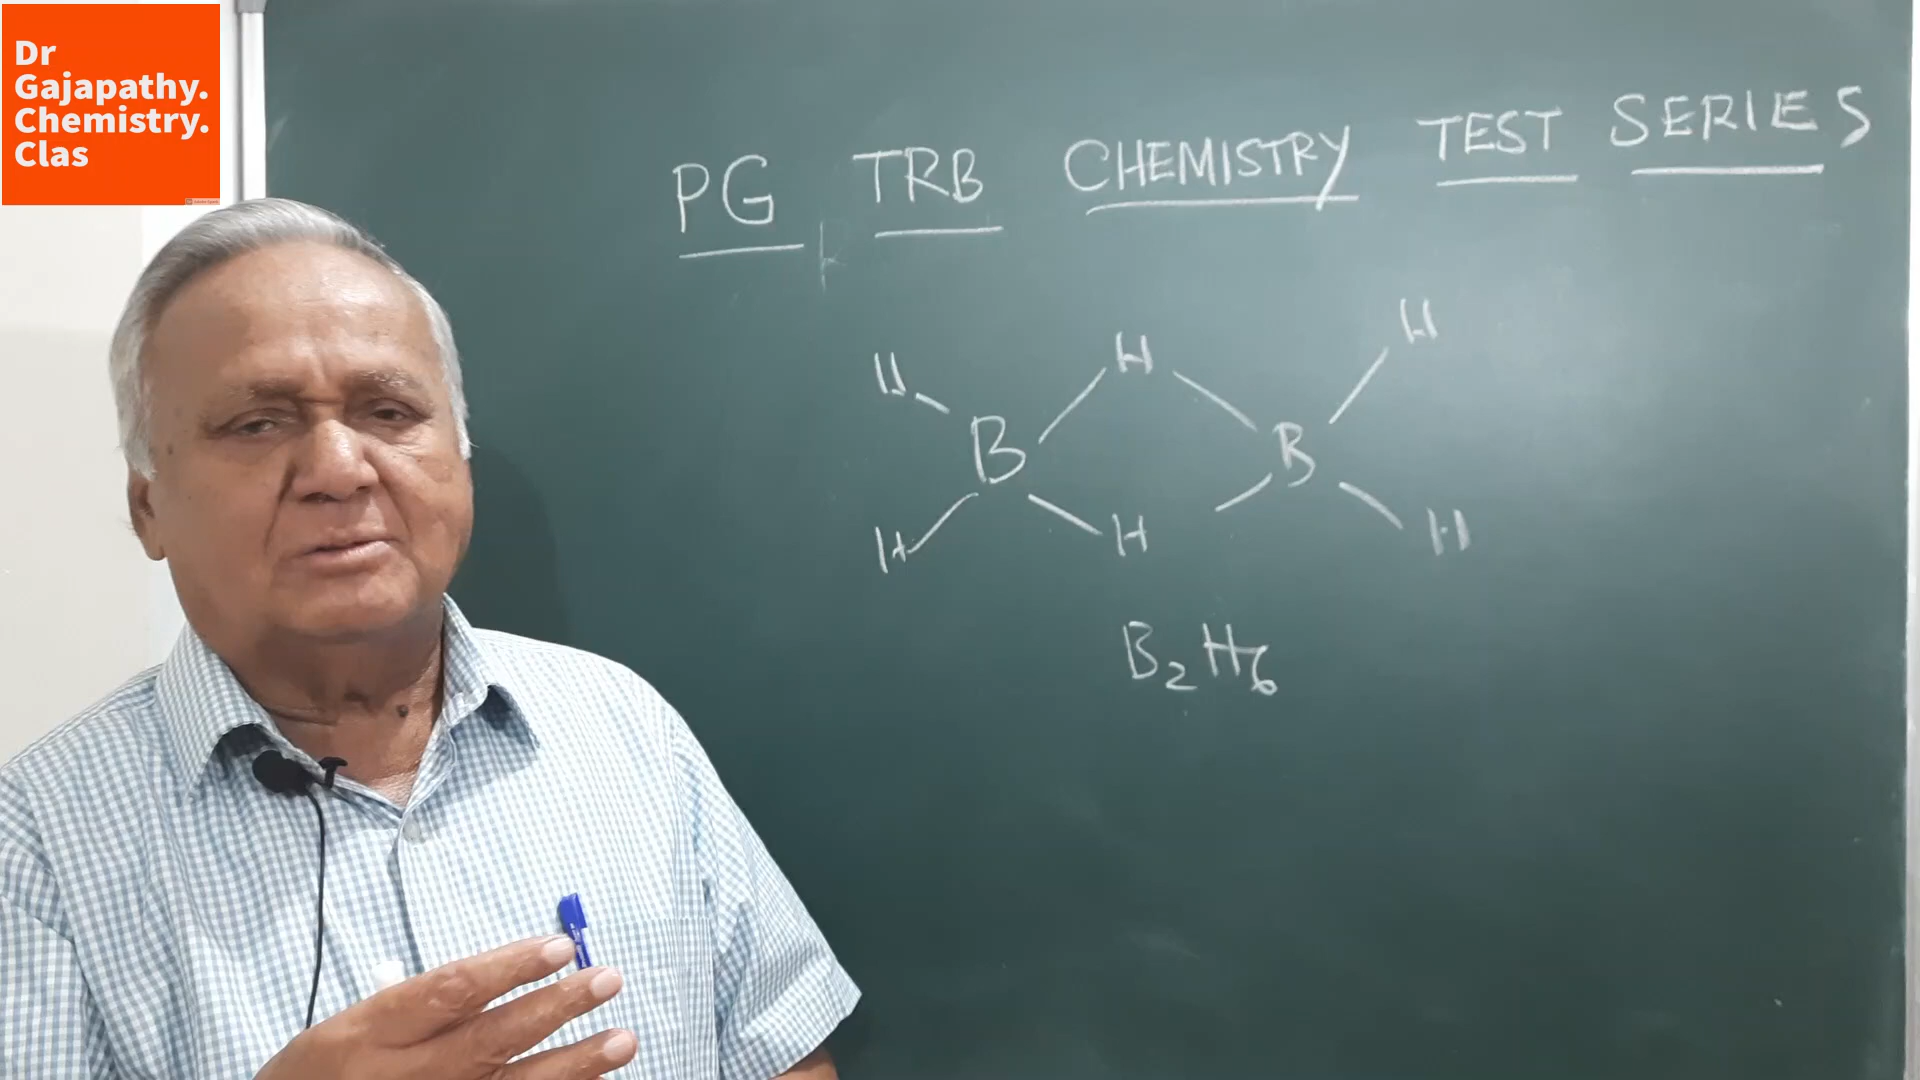 Dr
Gajapathy.
Chemistry.
Clas
PG TRB CHEMISTRY TEST SERIES
H H H
B B
H H H
B₂H₆